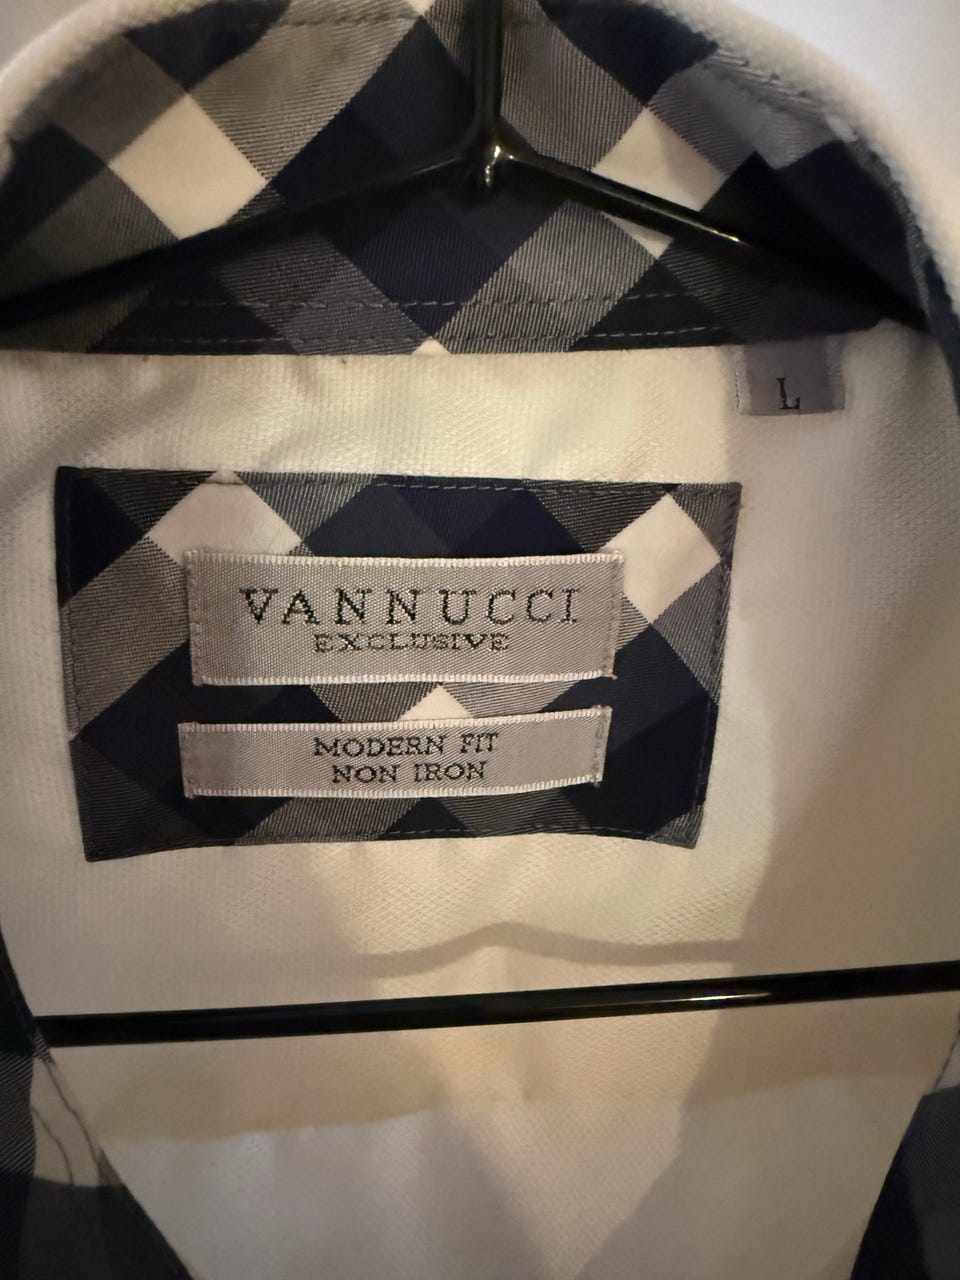 L
VANNUCCI
EXCLUSIVE
MODERN FIT
NON IRON